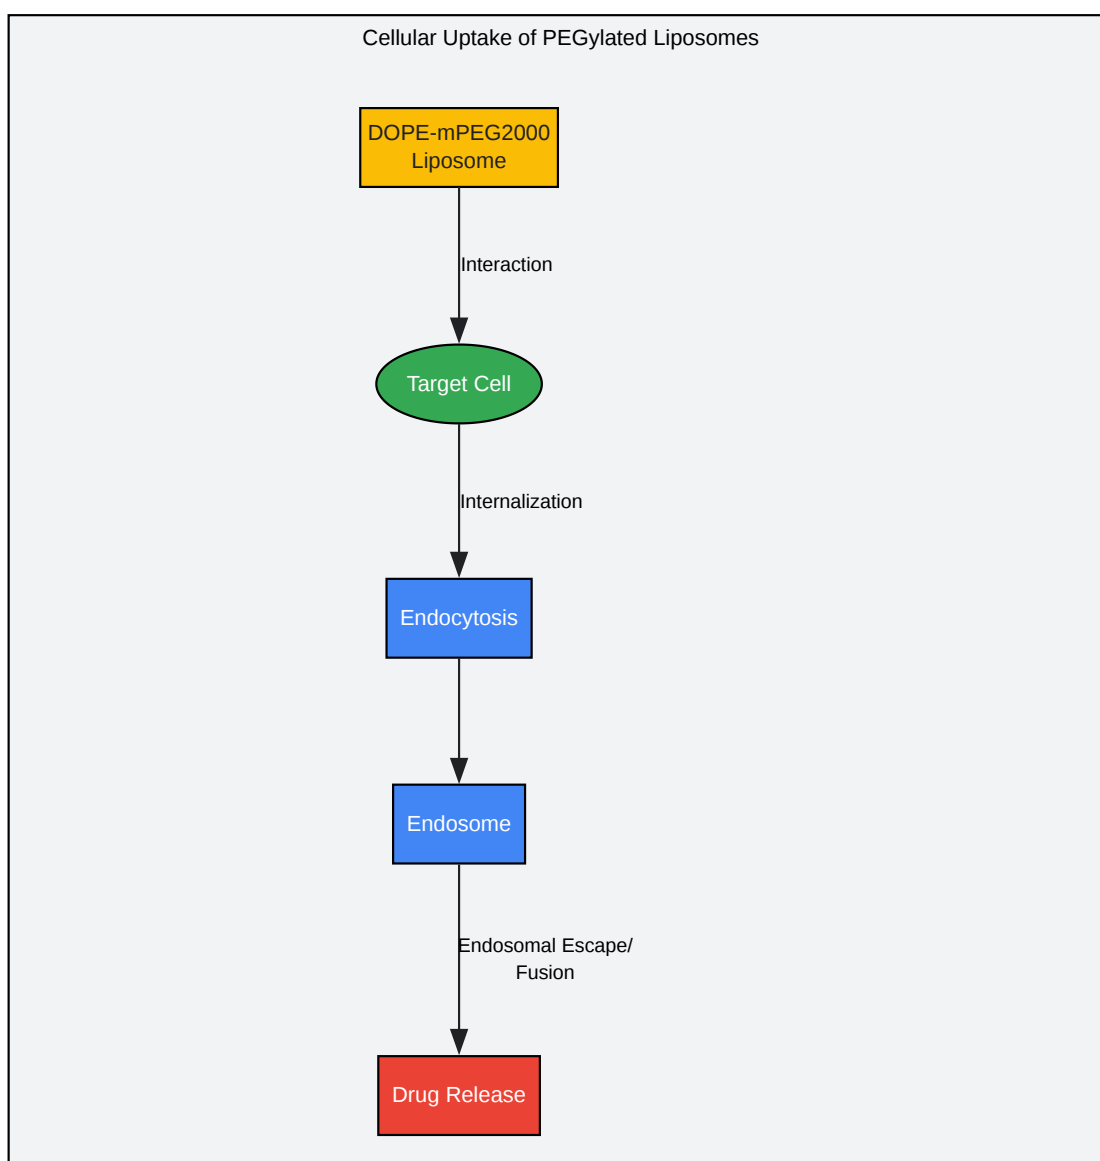 Cellular Uptake of PEGylated Liposomes
DOPE-mPEG2000
Liposome
Interaction
Target Cell
Internalization
Endocytosis
Endosome
Endosomal Escape/
Fusion
Drug Release